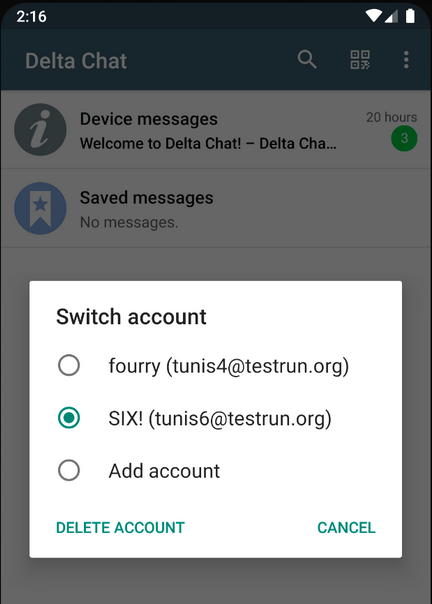 2:16
Delta Chat
Device messages
20 hours
Welcome to Delta Chat! – Delta Cha...
3
Saved messages
No messages.
Switch account
fourry (tunis4@testrun.org)
SIX! (tunis6@testrun.org)
Add account
DELETE ACCOUNT
CANCEL